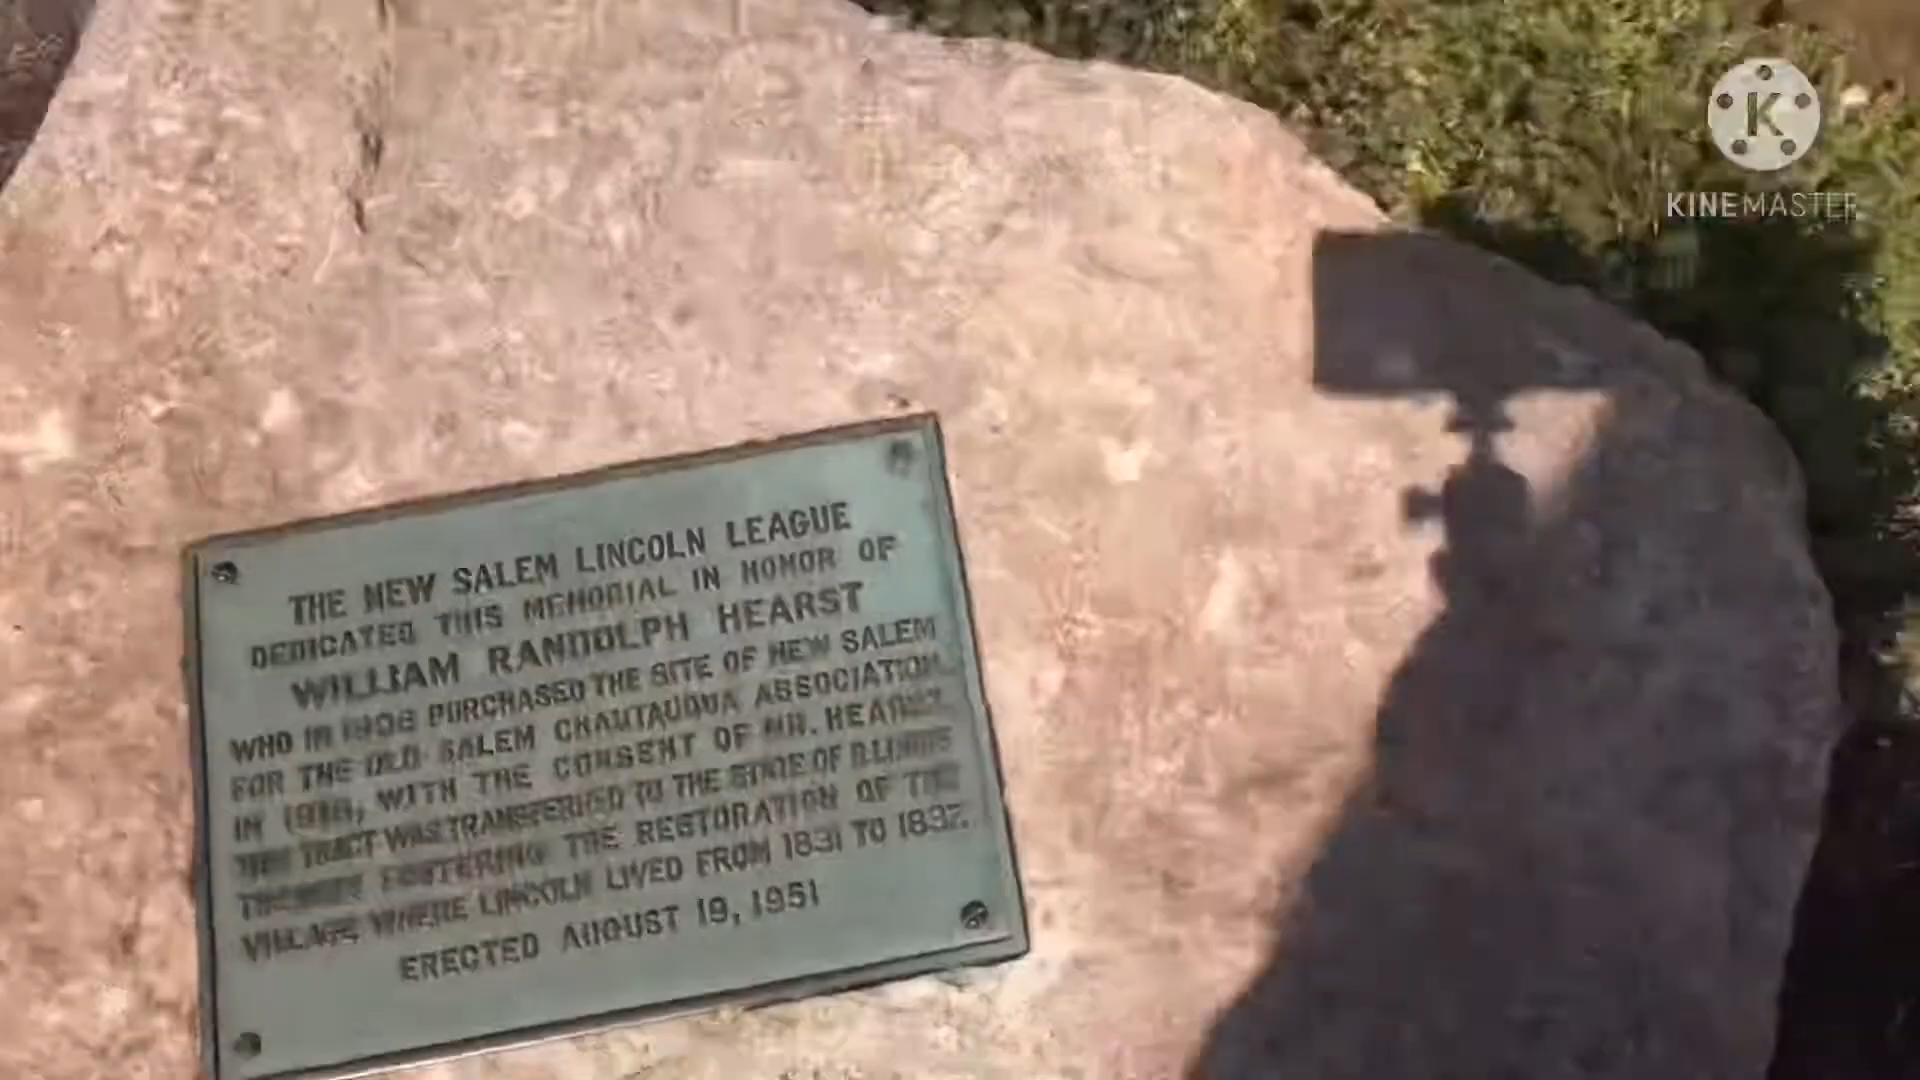 THE NEW SALEM LINCOLN LEAGUE
DEDICATED THIS MEMORIAL IN HONOR OF
WILLIAM RANDOLPH HEARST
WHO IN 1906 PURCHASED THE SITE OF NEW SALEM
FOR THE OLD SALEM CHAUTAUQUA ASSOCIATION.
IN 1918, WITH THE CONSENT OF MR. HEARST,
THE TRACT WAS TRANSFERRED TO THE STATE OF ILLINOIS
FOSTERING THE RESTORATION OF THE
VILLAGE WHERE LINCOLN LIVED FROM 1831 TO 1837.
ERECTED AUGUST 19, 1951
K
KINEMASTER